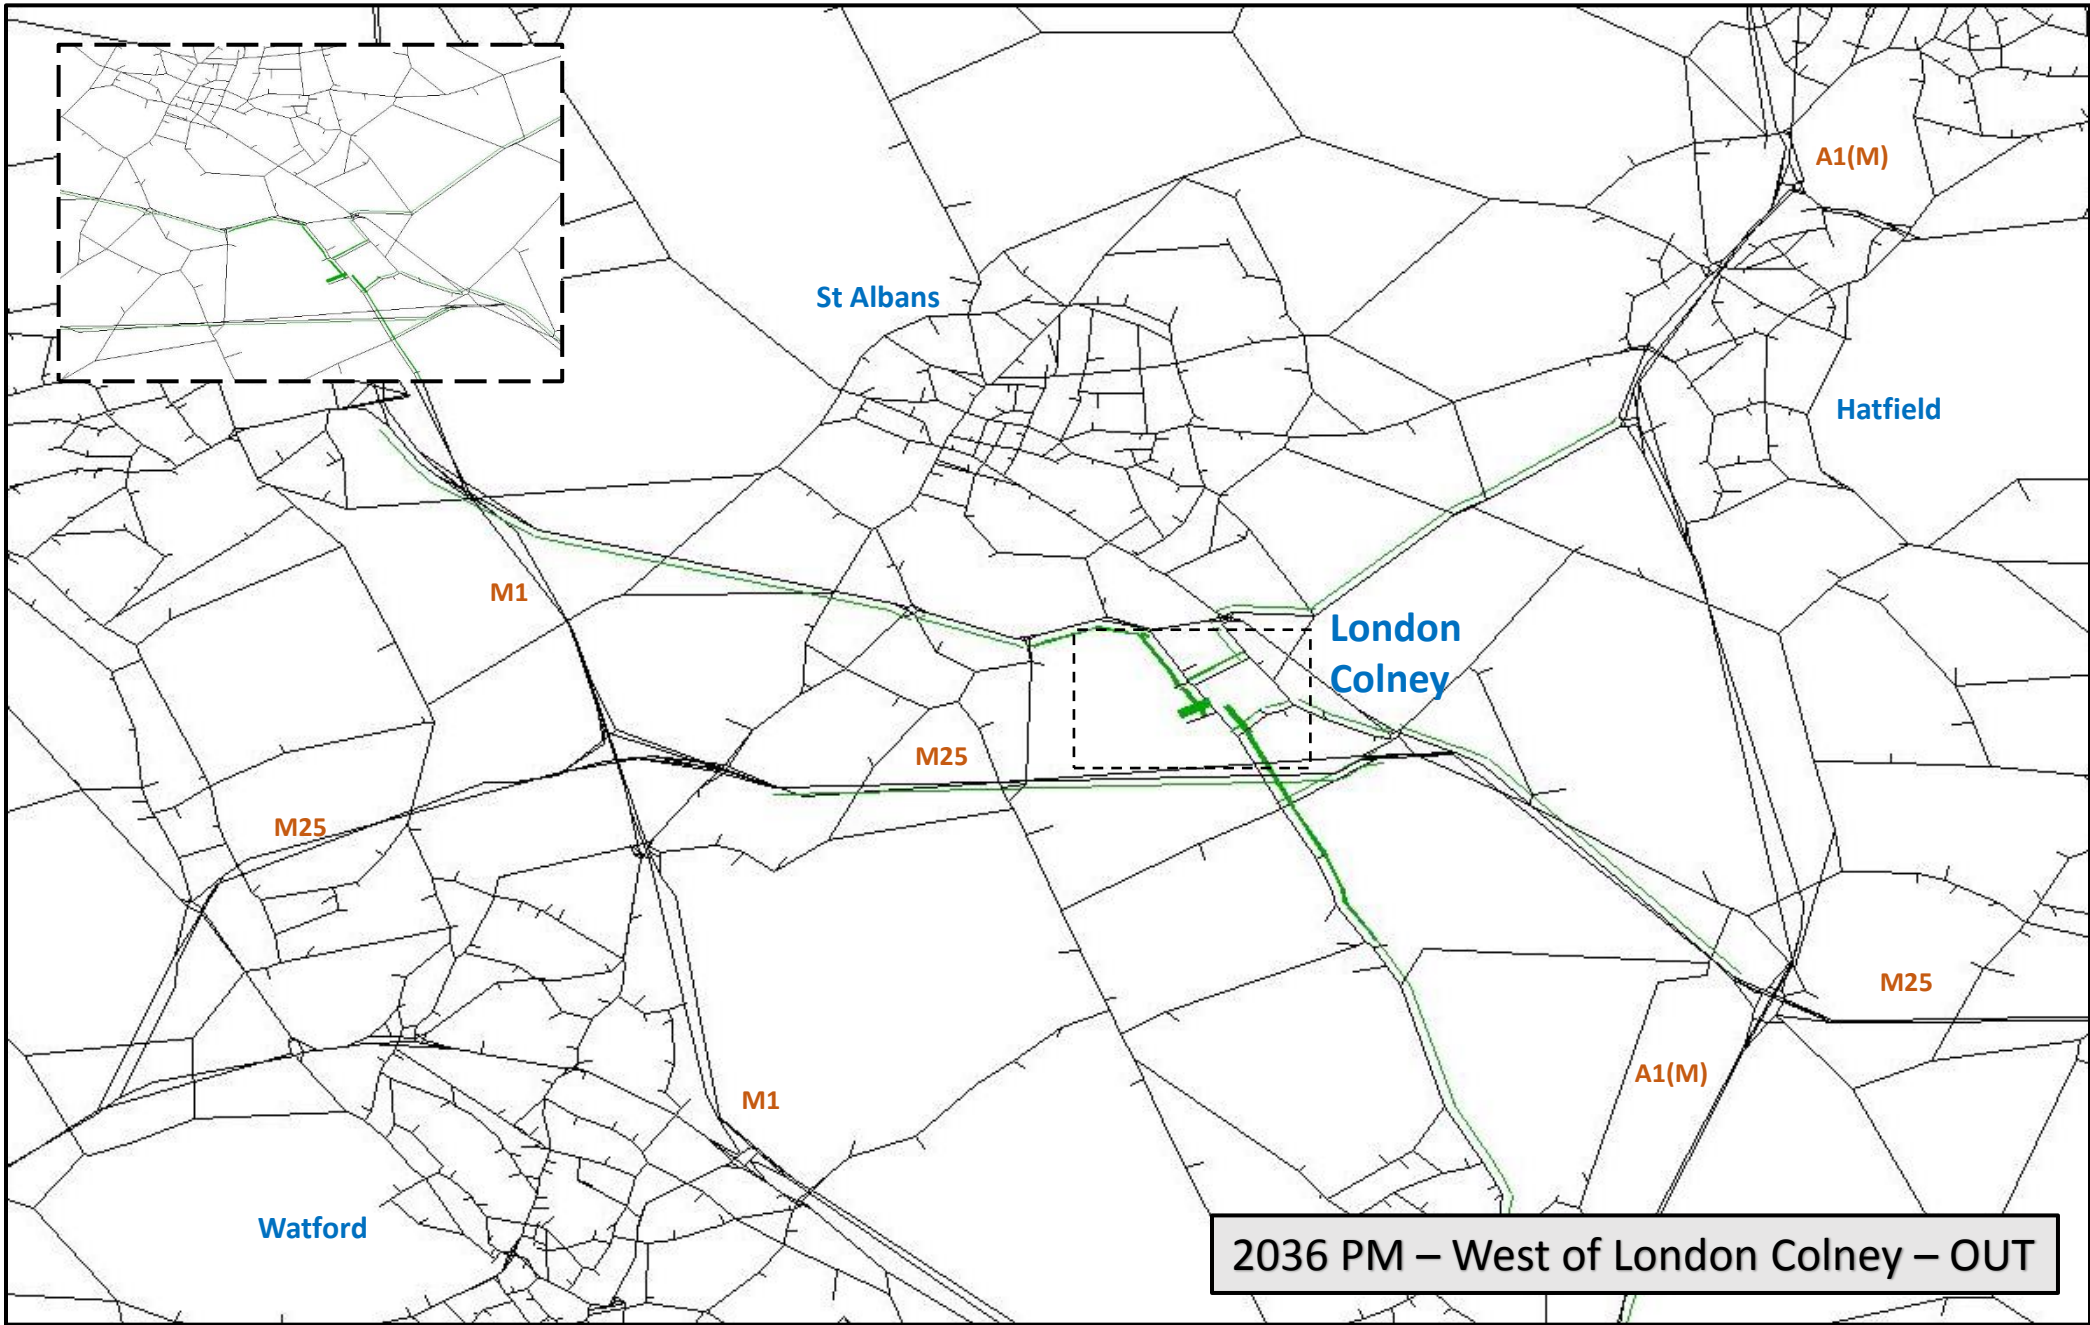 A1(M)
St Albans
Hatfield
M1
London
Colney
M25
M25
M25
A1(M)
M1
Watford
2036 PM – West of London Colney – OUT